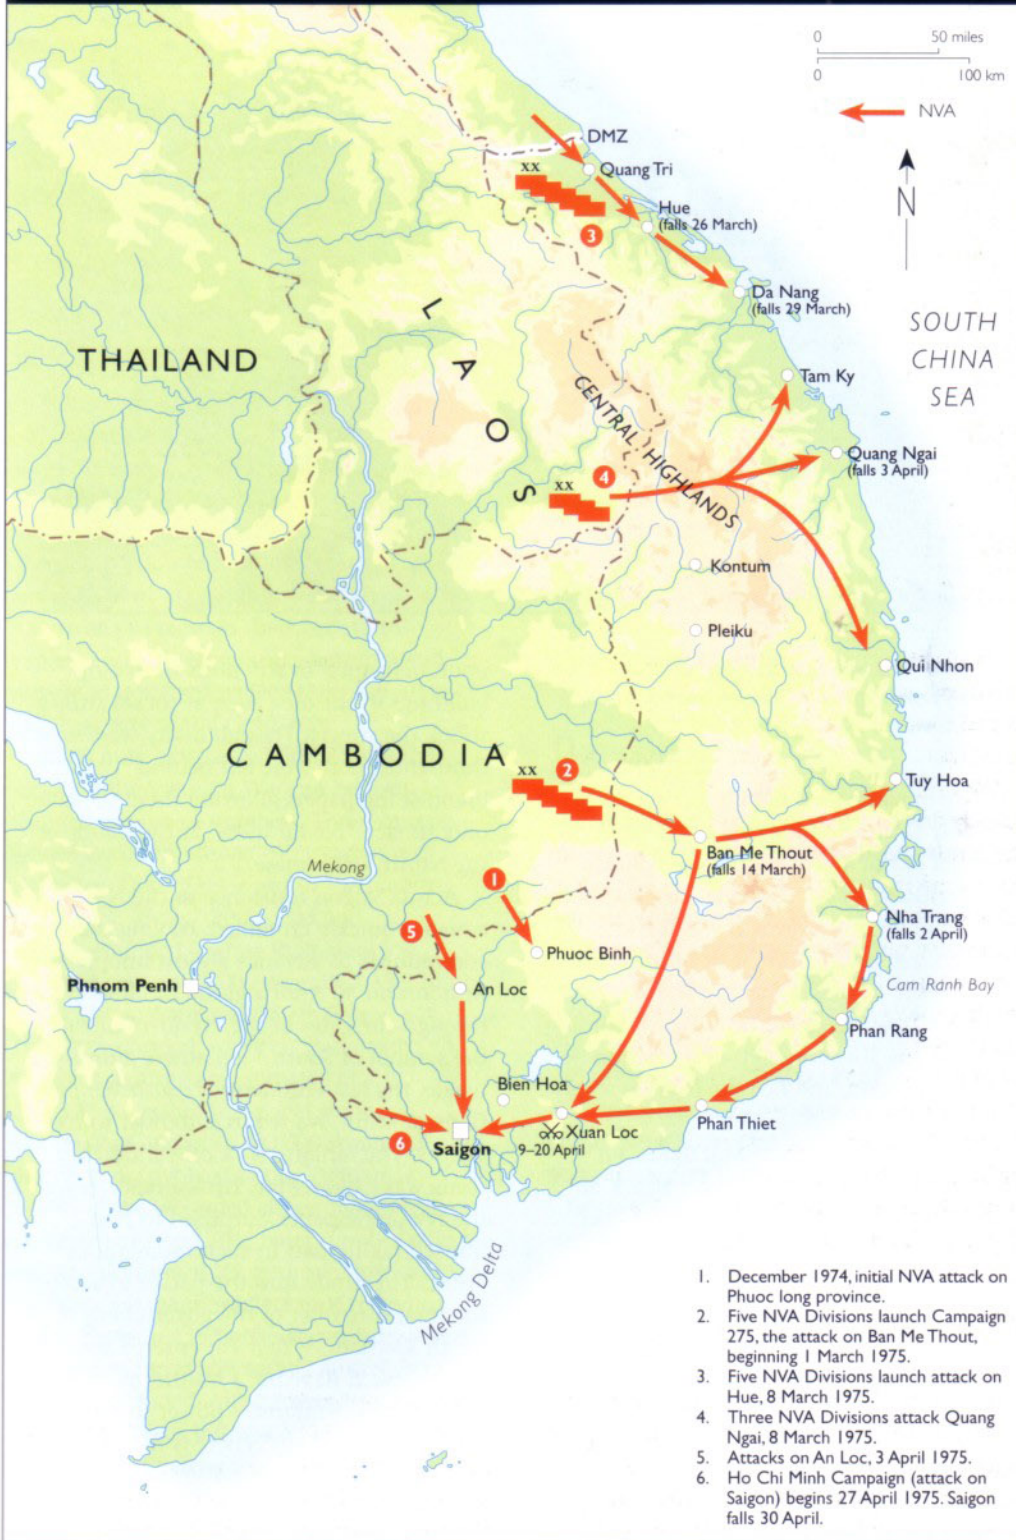 0 50 miles
0 100 km
NVA
N
DMZ
Quang Tri
xx
3
Hue
(falls 26 March)
Da Nang
(falls 29 March)
SOUTH
CHINA
SEA
THAILAND
LAOS
CENTRAL HIGHLANDS
Tam Ky
Quang Ngai
(falls 3 April)
xx
4
Kontum
Pleiku
Qui Nhon
CAMBODIA
xx
2
Tuy Hoa
Ban Me Thout
(falls 14 March)
Mekong
1
5
Nha Trang
(falls 2 April)
Phuoc Binh
Phnom Penh
An Loc
Cam Ranh Bay
Phan Rang
Bien Hoa
Phan Thiet
Xuan Loc
9–20 April
6
Saigon
Mekong Delta
1. December 1974, initial NVA attack on
Phuoc long province.
2. Five NVA Divisions launch Campaign
275, the attack on Ban Me Thout,
beginning 1 March 1975.
3. Five NVA Divisions launch attack on
Hue, 8 March 1975.
4. Three NVA Divisions attack Quang
Ngai, 8 March 1975.
5. Attacks on An Loc, 3 April 1975.
6. Ho Chi Minh Campaign (attack on
Saigon) begins 27 April 1975. Saigon
falls 30 April.